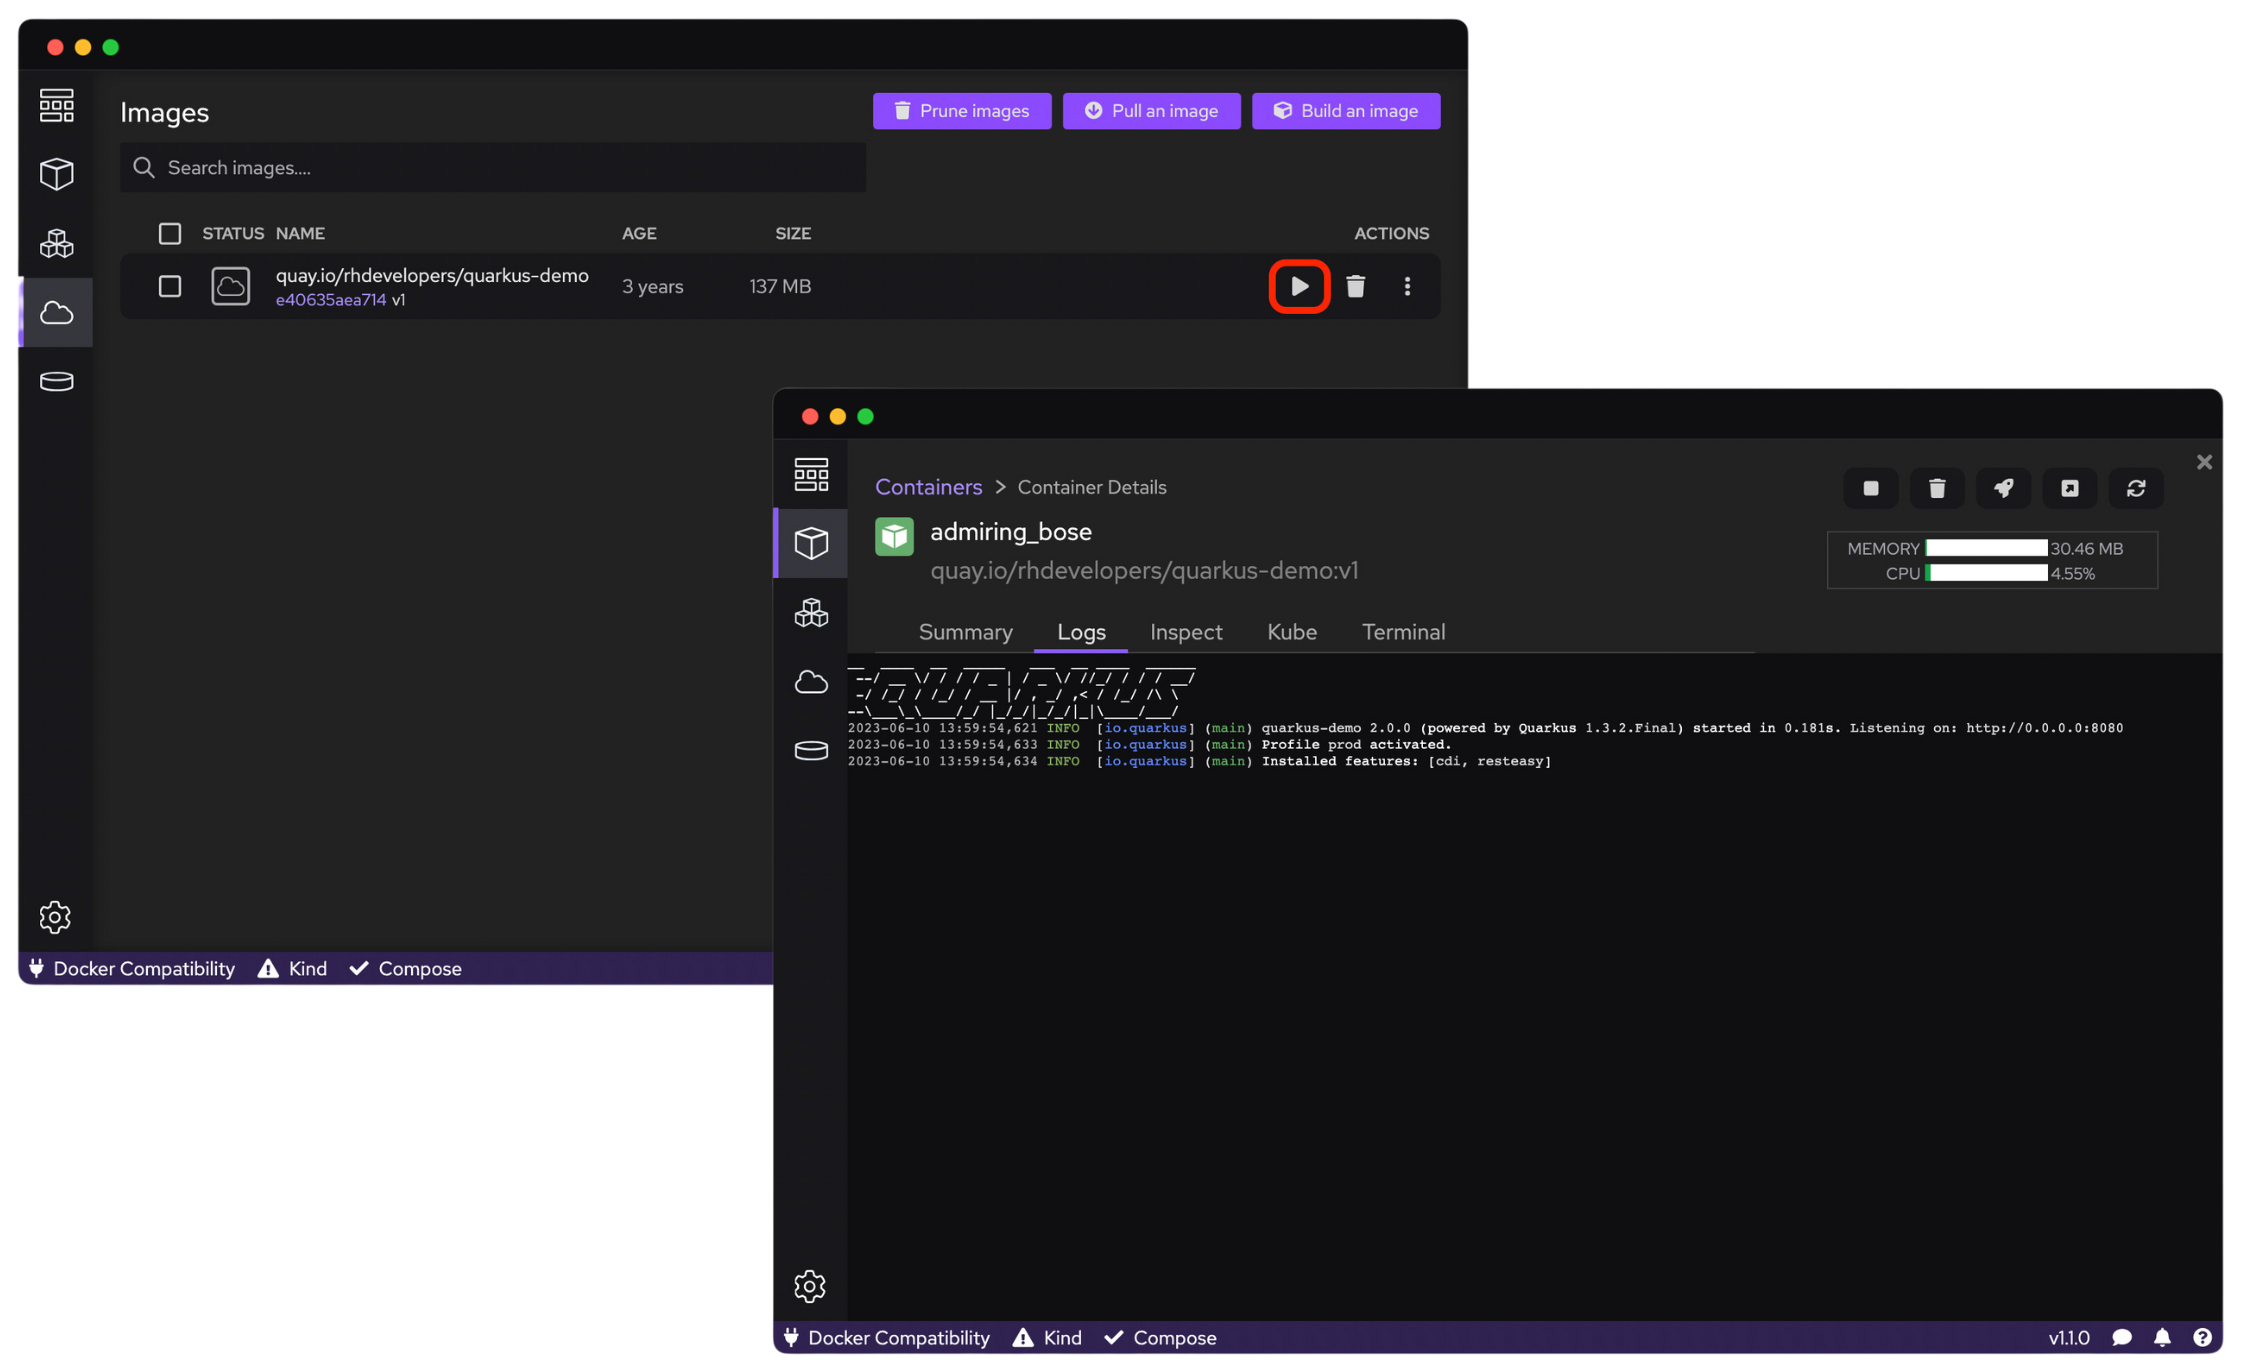 Images
Prune images
Pull an image
Build an image
Search images....
STATUS NAME AGE SIZE ACTIONS
quay.io/rhdevelopers/quarkus-demo 3 years 137 MB
e40635aea714 v1
Docker Compatibility Kind Compose
Containers > Container Details
admiring_bose
quay.io/rhdevelopers/quarkus-demo:v1
MEMORY 30.46 MB
CPU 4.55%
Summary Logs Inspect Kube Terminal
2023-06-10 13:59:54,621 INFO [io.quarkus] (main) quarkus-demo 2.0.0 (powered by Quarkus 1.3.2.Final) started in 0.181s. Listening on: http://0.0.0.0:8080
2023-06-10 13:59:54,633 INFO [io.quarkus] (main) Profile prod activated.
2023-06-10 13:59:54,634 INFO [io.quarkus] (main) Installed features: [cdi, resteasy]
Docker Compatibility Kind Compose v1.1.0